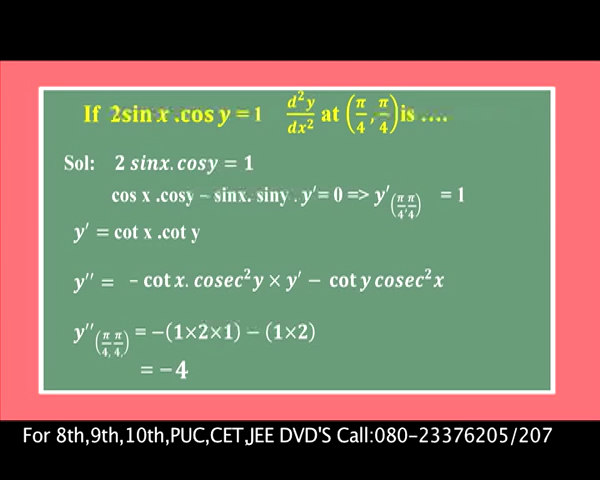 If 2sin x .cos y = 1 d²y/dx² at (π/4, π/4) is ....
Sol: 2 sinx. cosy = 1
cos x .cosy – sinx. siny . y′ = 0 => y′(π/4, π/4) = 1
y′ = cot x .cot y
y′′ = - cot x. cosec²y × y′ − cot y cosec²x
y′′(π/4, π/4,) = −(1×2×1) − (1×2)
= −4
For 8th,9th,10th,PUC,CET,JEE DVD'S Call:080-23376205/207